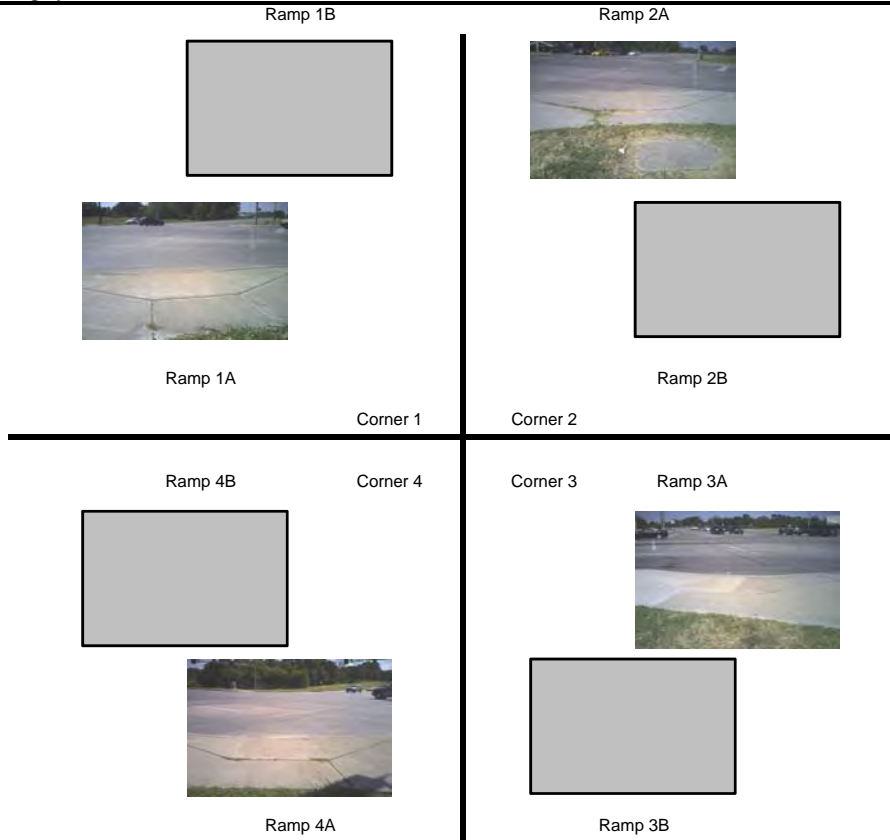 Ramp 1B
Ramp 2A
Ramp 1A
Ramp 2B
Corner 1
Corner 2
Ramp 4B
Corner 4
Corner 3
Ramp 3A
Ramp 4A
Ramp 3B